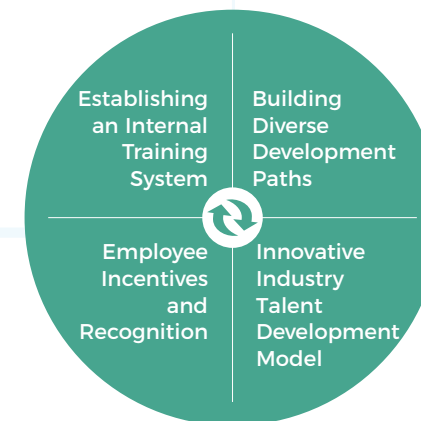 Establishing
an Internal
Training
System
Building
Diverse
Development
Paths
Employee
Incentives
and
Recognition
Innovative
Industry
Talent
Development
Model